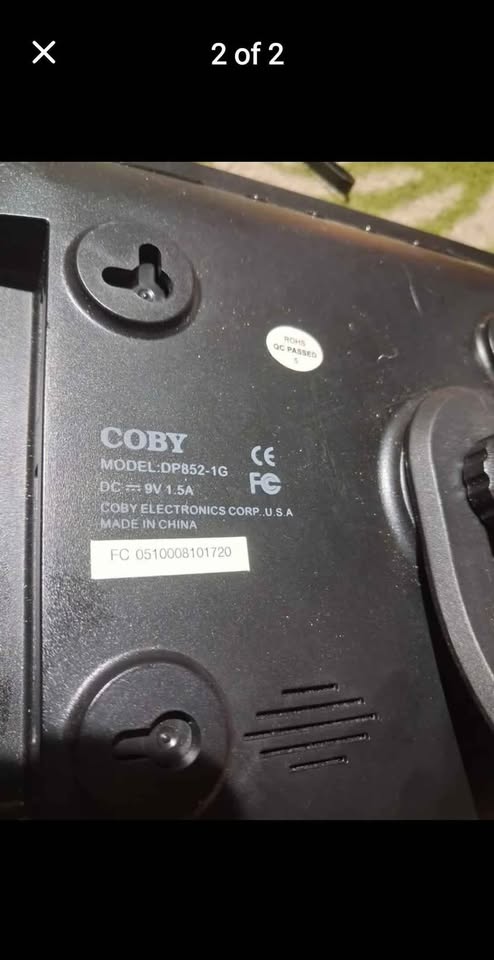 2 of 2
ROHS
QC PASSED
5
COBY
MODEL:DP852-1G
DC 9V 1.5A
COBY ELECTRONICS CORP..U.S.A
MADE IN CHINA
CE
FC
FC 0510008101720